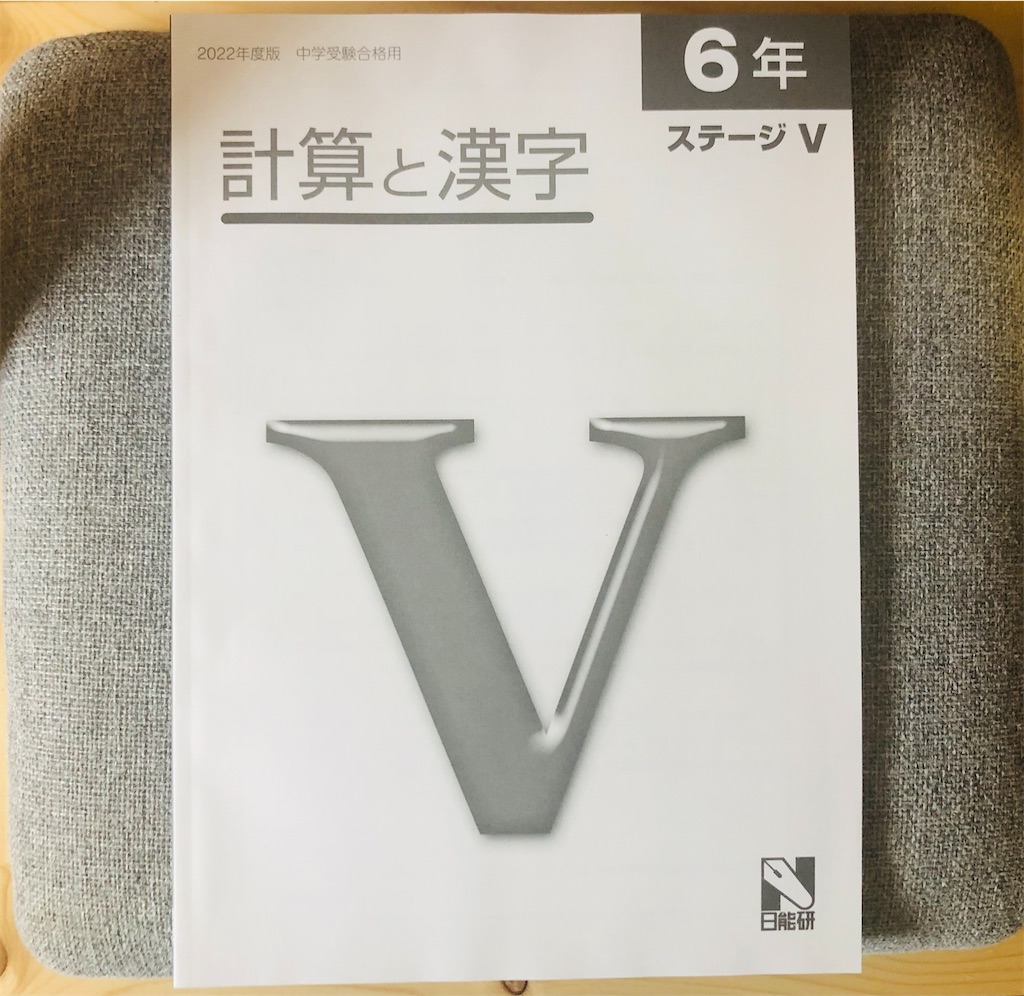 2022年度版 中学受験合格用
6年
ステージ V
計算と漢字
V
日能研